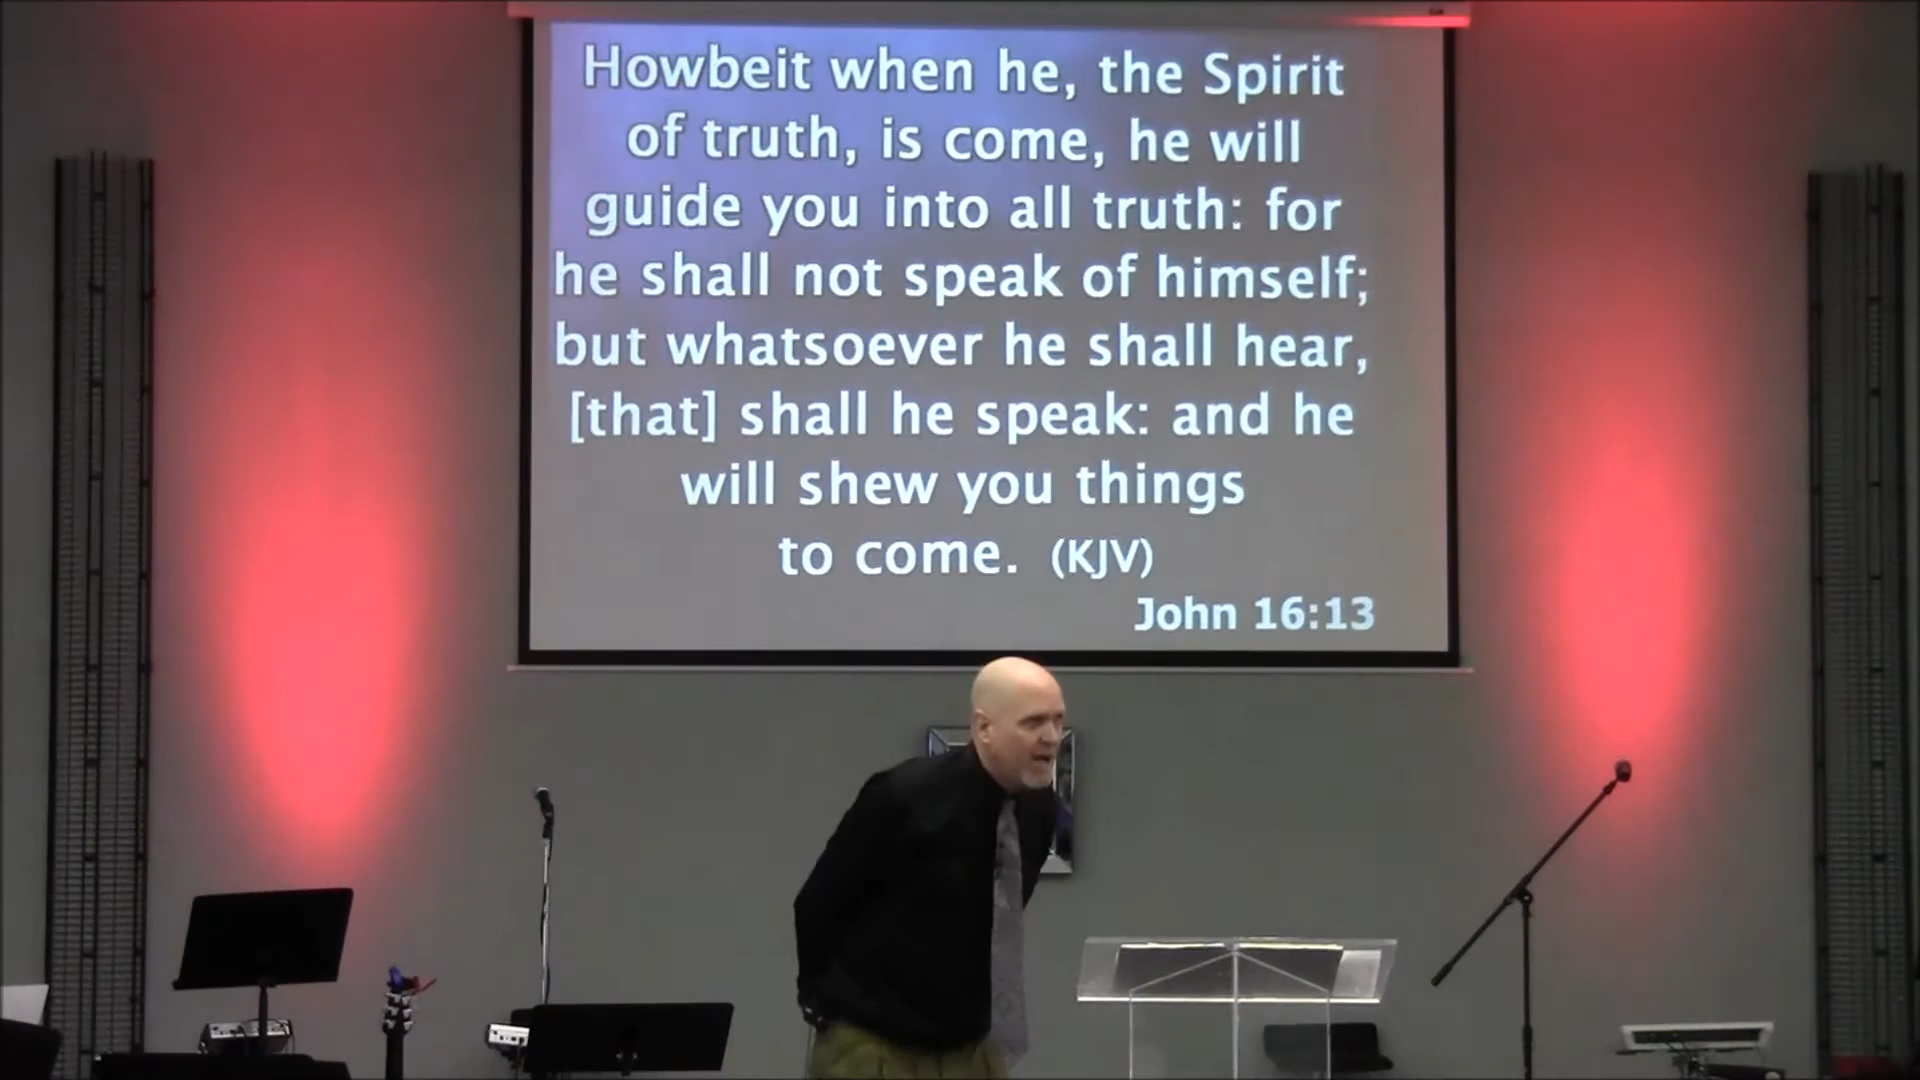 Howbeit when he, the Spirit
of truth, is come, he will
guide you into all truth: for
he shall not speak of himself;
but whatsoever he shall hear,
[that] shall he speak: and he
will shew you things
to come. (KJV)
John 16:13